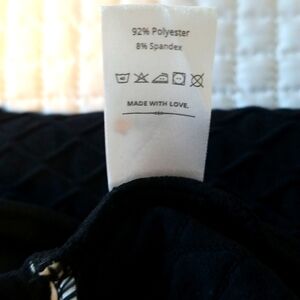 92% Polyester
8% Spandex
MADE WITH LOVE.